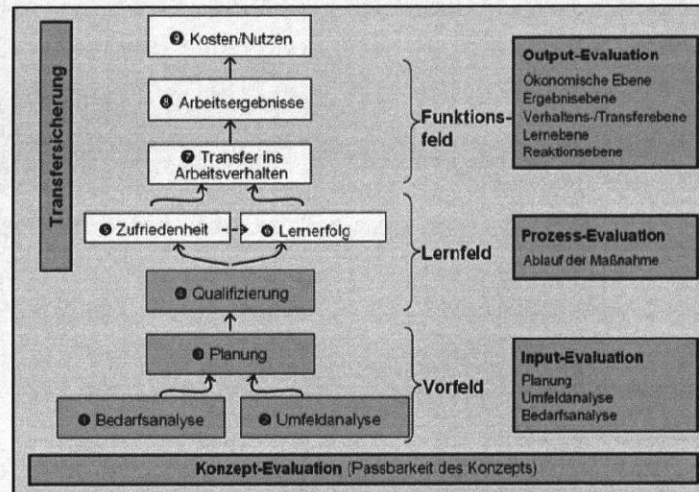 Transfersicherung
❾ Kosten/Nutzen
❽ Arbeitsergebnisse
❼ Transfer ins
Arbeitsverhalten
❺ Zufriedenheit
❻ Lernerfolg
❹ Qualifizierung
❸ Planung
❶ Bedarfsanalyse
❷ Umfeldanalyse
Funktions-
feld
Lernfeld
Vorfeld
Output-Evaluation
Ökonomische Ebene
Ergebnisebene
Verhaltens-/Transferebene
Lernebene
Reaktionsebene
Prozess-Evaluation
Ablauf der Maßnahme
Input-Evaluation
Planung
Umfeldanalyse
Bedarfsanalyse
Konzept-Evaluation (Passbarkeit des Konzepts)